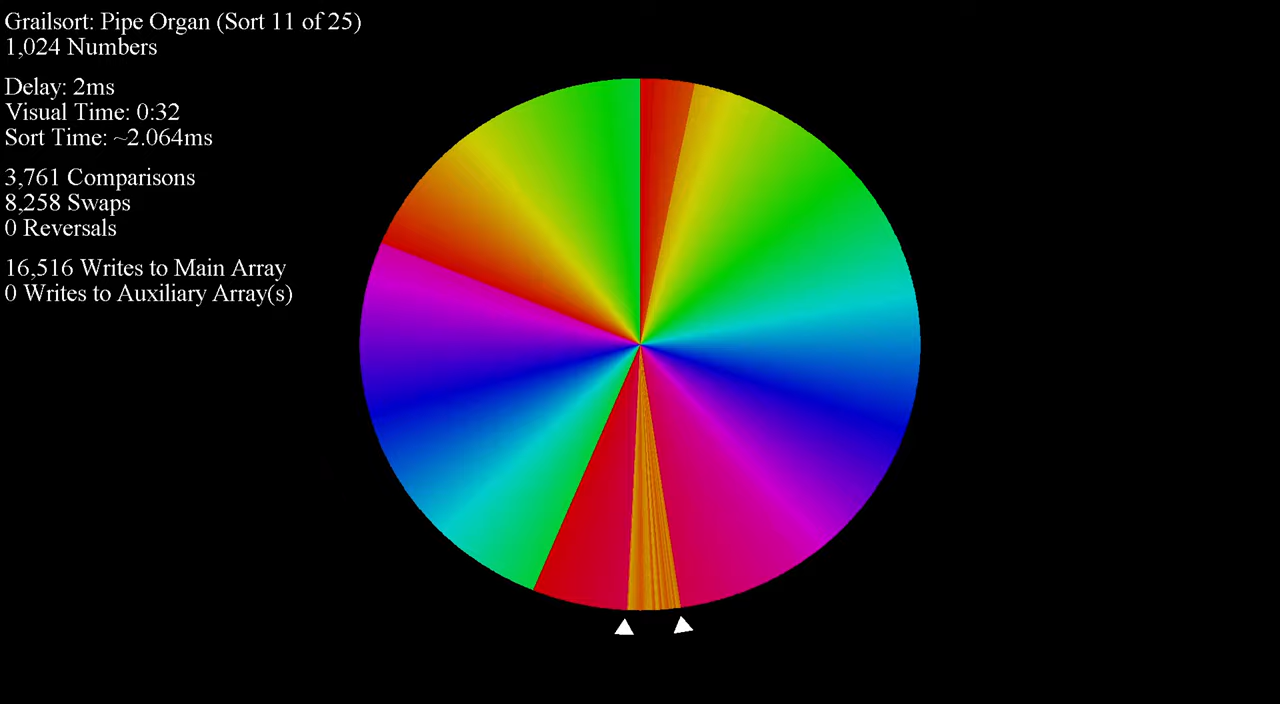 Grailsort: Pipe Organ (Sort 11 of 25)
1,024 Numbers
Delay: 2ms
Visual Time: 0:32
Sort Time: ~2.064ms
3,761 Comparisons
8,258 Swaps
0 Reversals
16,516 Writes to Main Array
0 Writes to Auxiliary Array(s)